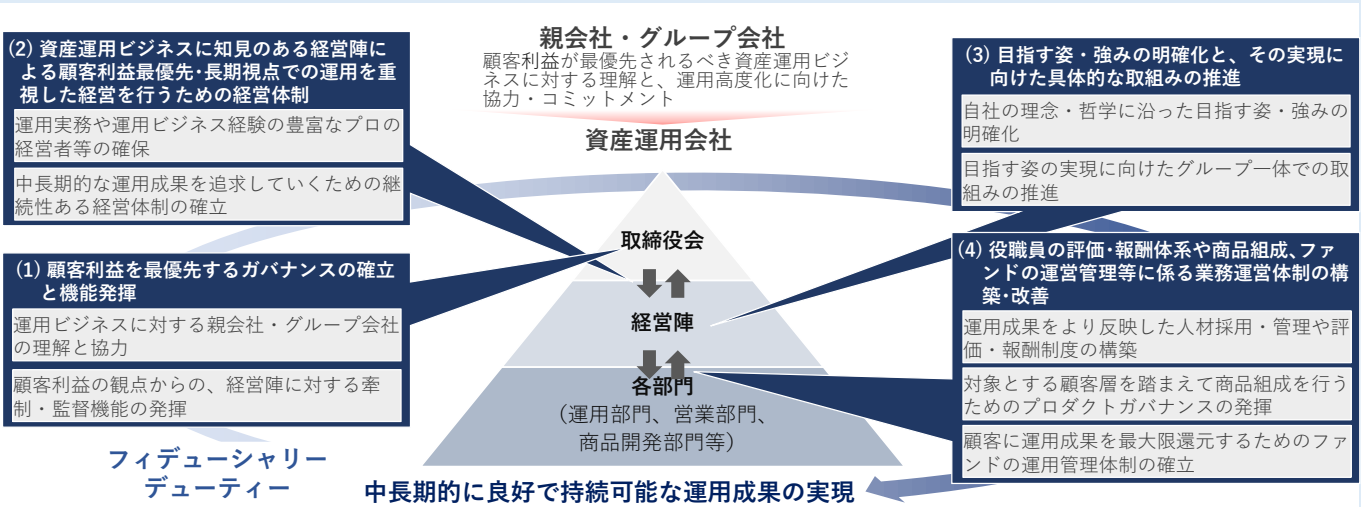 親会社・グループ会社
顧客利益が最優先されるべき資産運用ビジ
ネスに対する理解と、運用高度化に向けた
協力・コミットメント
資産運用会社
(2) 資産運用ビジネスに知見のある経営陣に
よる顧客利益最優先・長期視点での運用を重
視した経営を行うための経営体制
運用実務や運用ビジネス経験の豊富なプロの
経営者等の確保
中長期的な運用成果を追求していくための継
続性ある経営体制の確立
(1) 顧客利益を最優先するガバナンスの確立
と機能発揮
運用ビジネスに対する親会社・グループ会社
の理解と協力
顧客利益の観点からの、経営陣に対する牽
制・監督機能の発揮
取締役会
経営陣
各部門
（運用部門、営業部門、
商品開発部門等）
(3) 目指す姿・強みの明確化と、その実現に
向けた具体的な取組みの推進
自社の理念・哲学に沿った目指す姿・強みの
明確化
目指す姿の実現に向けたグループ一体での取
組みの推進
(4) 役職員の評価・報酬体系や商品組成、ファ
ンドの運営管理等に係る業務運営体制の構
築・改善
運用成果をより反映した人材採用・管理や評
価・報酬制度の構築
対象とする顧客層を踏まえて商品組成を行う
ためのプロダクトガバナンスの発揮
顧客に運用成果を最大限還元するためのファ
ンドの運用管理体制の確立
フィデューシャリー
デューティー
中長期的に良好で持続可能な運用成果の実現